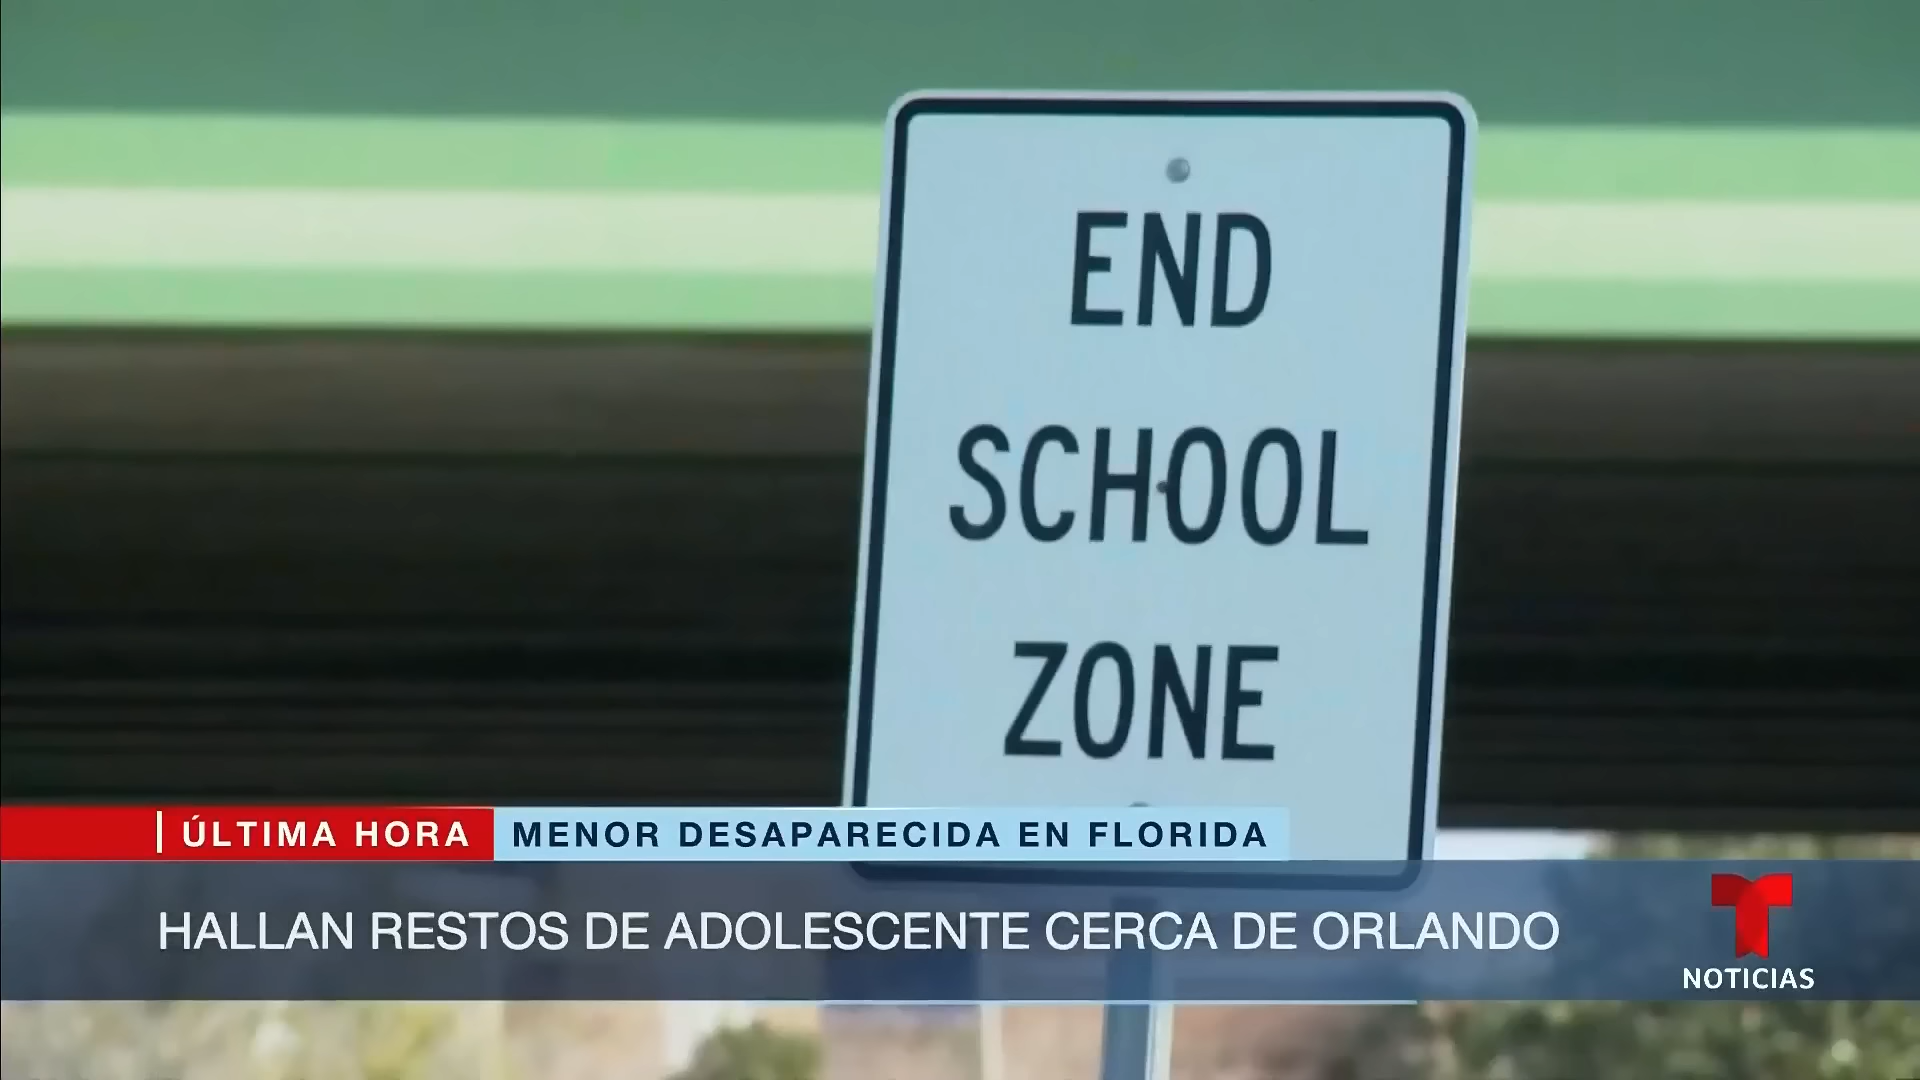 END
SCHOOL
ZONE
ÚLTIMA HORA
MENOR DESAPARECIDA EN FLORIDA
HALLAN RESTOS DE ADOLESCENTE CERCA DE ORLANDO
NOTICIAS